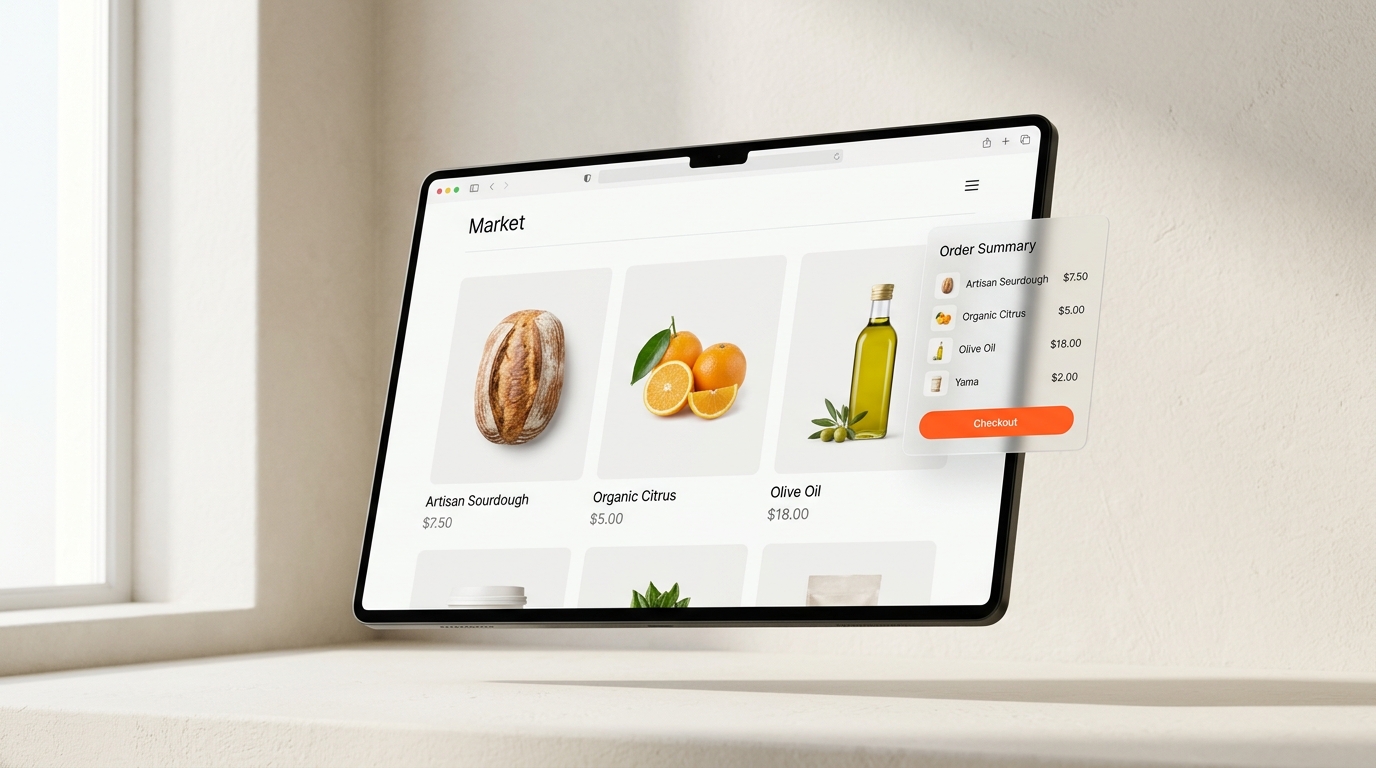 Market
Artisan Sourdough
$7.50
Organic Citrus
$5.00
Olive Oil
$18.00
Order Summary
Artisan Seurdough $7.50
Organic Citrus $5.00
Olive Oil $18.00
Yama $2.00
Checkout